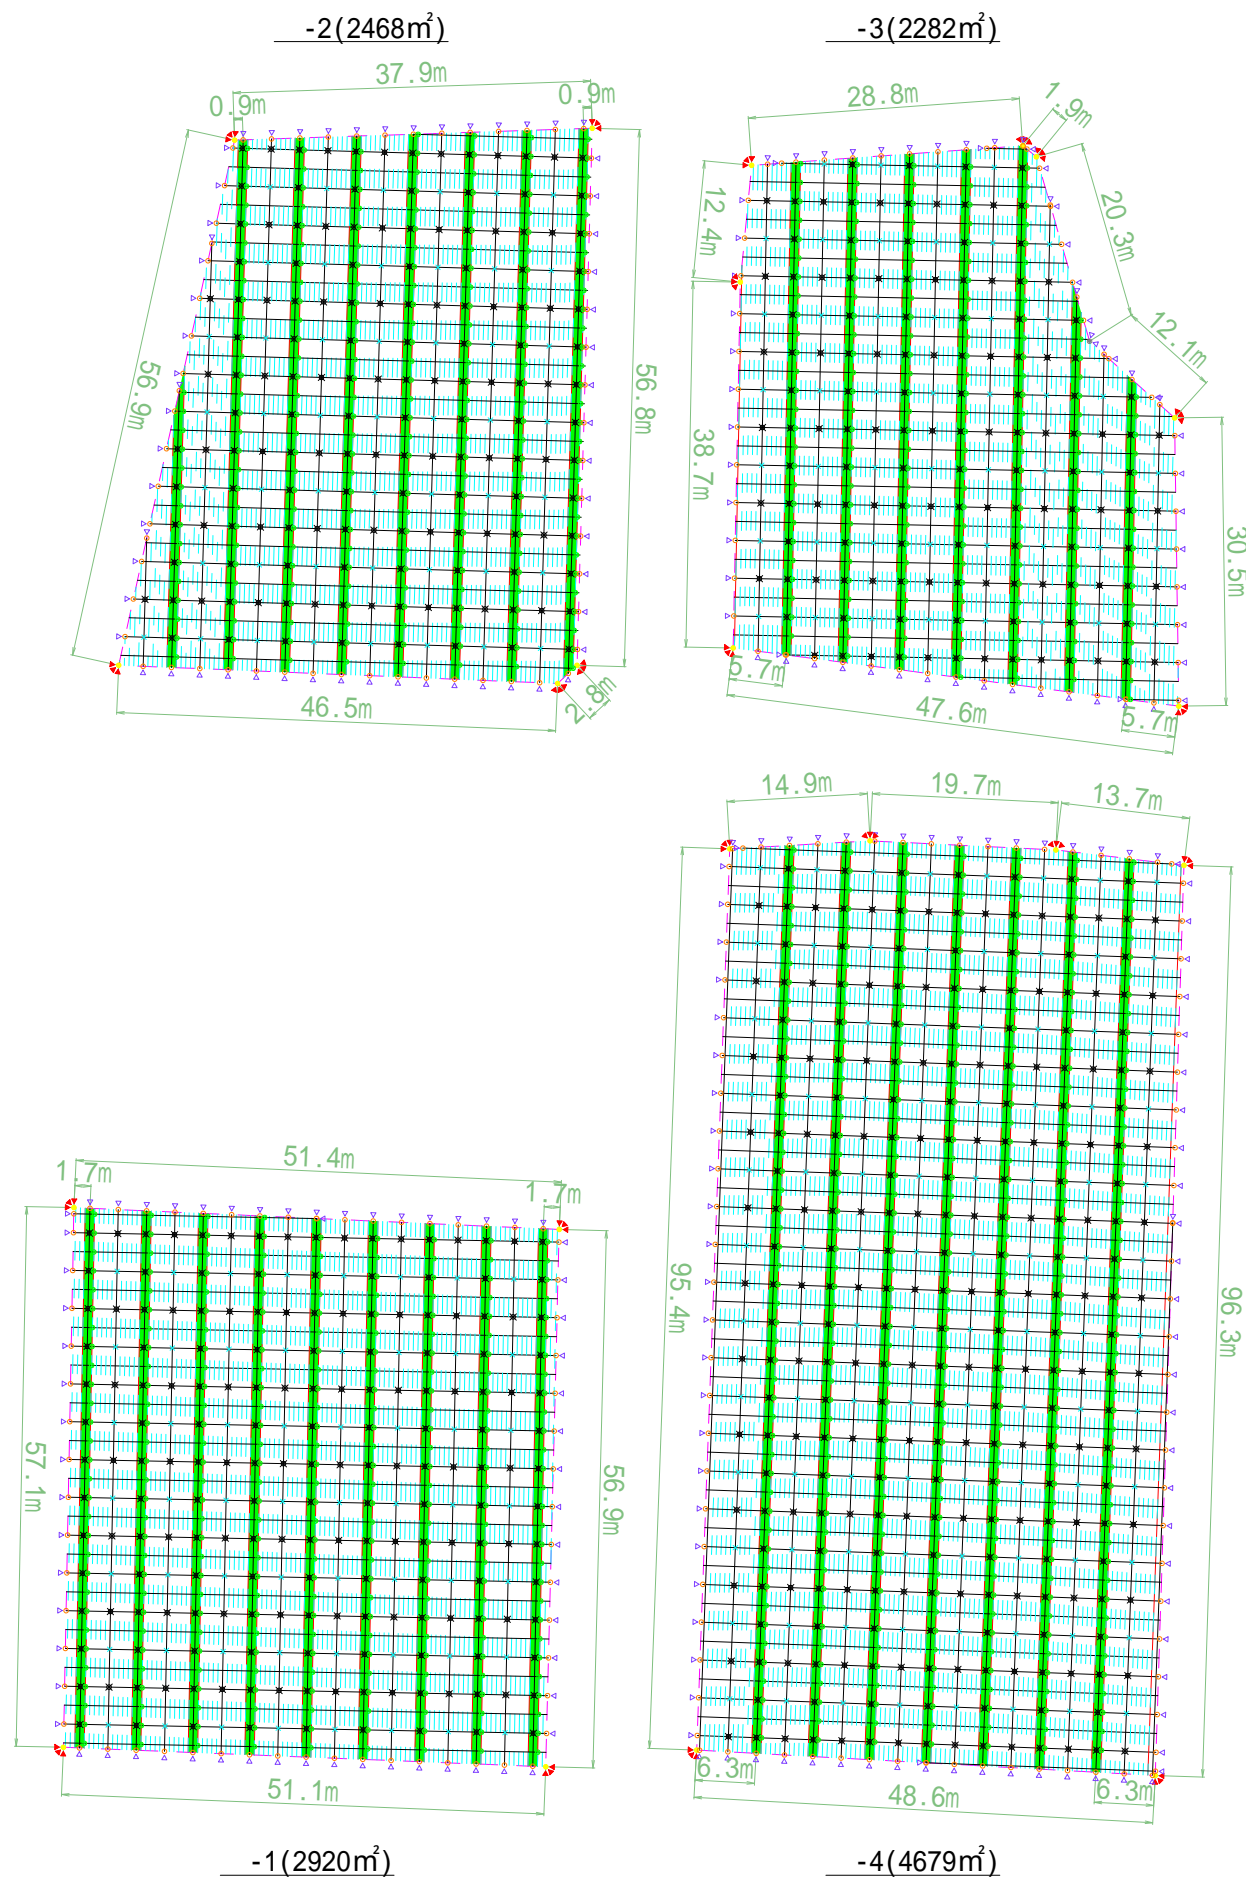 -2(2468㎡)
-3(2282㎡)
37.9m
0.9m
0.9m
56.9m
56.8m
46.5m
2.8m
28.8m
1.9m
12.4m
20.3m
12.1m
38.7m
30.5m
5.7m
47.6m
5.7m
14.9m
19.7m
13.7m
95.4m
96.3m
6.3m
48.6m
6.3m
51.4m
1.7m
1.7m
57.1m
56.9m
51.1m
-1(2920㎡)
-4(4679㎡)